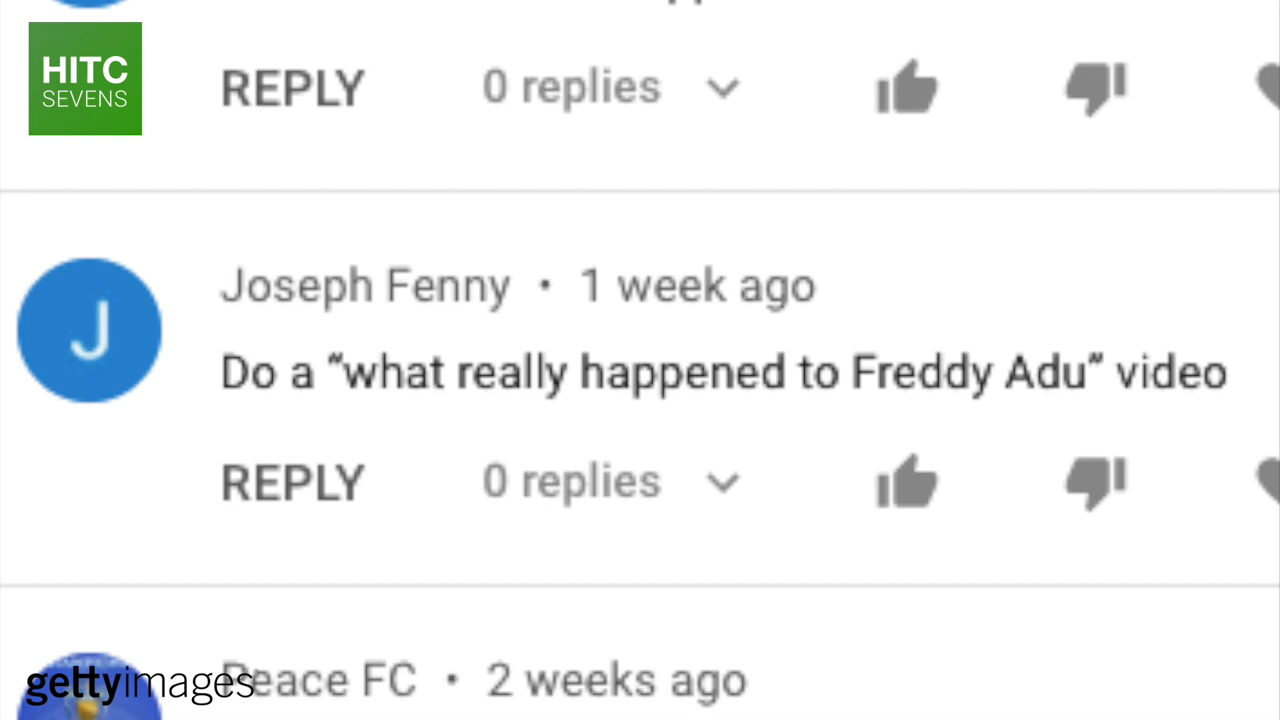 HITC
SEVENS
REPLY 0 replies
J
Joseph Fenny • 1 week ago
Do a “what really happened to Freddy Adu” video
REPLY 0 replies
Peace FC • 2 weeks ago
gettyimages